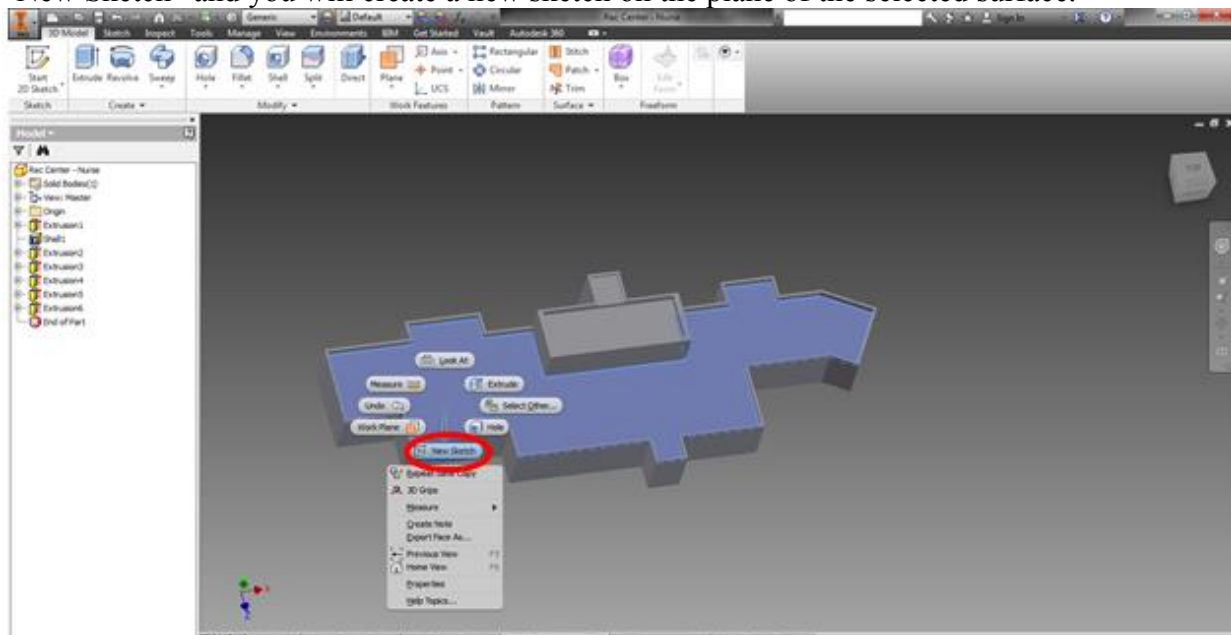 "New Sketch" and you will create a new sketch on the plane of the selected surface.
Generic
Default
Rec Center - Nurse
Sign In
3D Model Sketch Inspect Tools Manage View Environments BIM Get Started Vault Autodesk 360
Start
2D Sketch
Extrude Revolve Sweep
Hole Fillet Shell Split Direct
Plane
Axis
Point
UCS
Rectangular
Circular
Mirror
Stitch
Patch
Trim
Box
Edit
Form
Sketch Create Modify Work Features Pattern Surface Freeform
Model
Rec Center - Nurse
Solid Bodies(1)
View: Master
Origin
Extrusion1
Shell1
Extrusion2
Extrusion3
Extrusion4
Extrusion5
Extrusion6
End of Part
Look At
Measure
Extrude
Undo
Select Other...
Work Plane
Hole
New Sketch
Copy
3D Grips
Measure
Create Note
Export Face As...
Previous View F5
Home View F6
Properties
Help Topics...